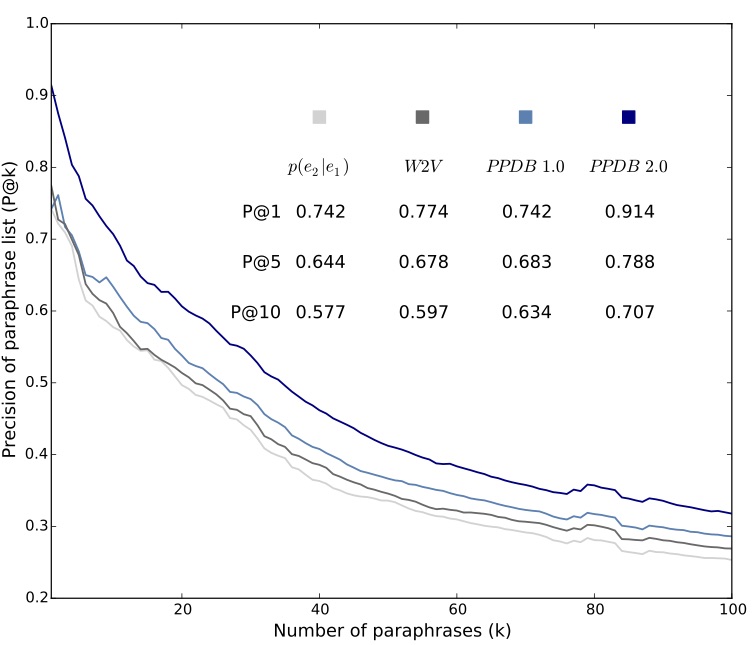 1.0
0.9
0.8
0.7
0.6
0.5
0.4
0.3
0.2
Precision of paraphrase list (P@k)
p(e₂|e₁) W2V PPDB 1.0 PPDB 2.0
P@1 0.742 0.774 0.742 0.914
P@5 0.644 0.678 0.683 0.788
P@10 0.577 0.597 0.634 0.707
20 40 60 80 100
Number of paraphrases (k)